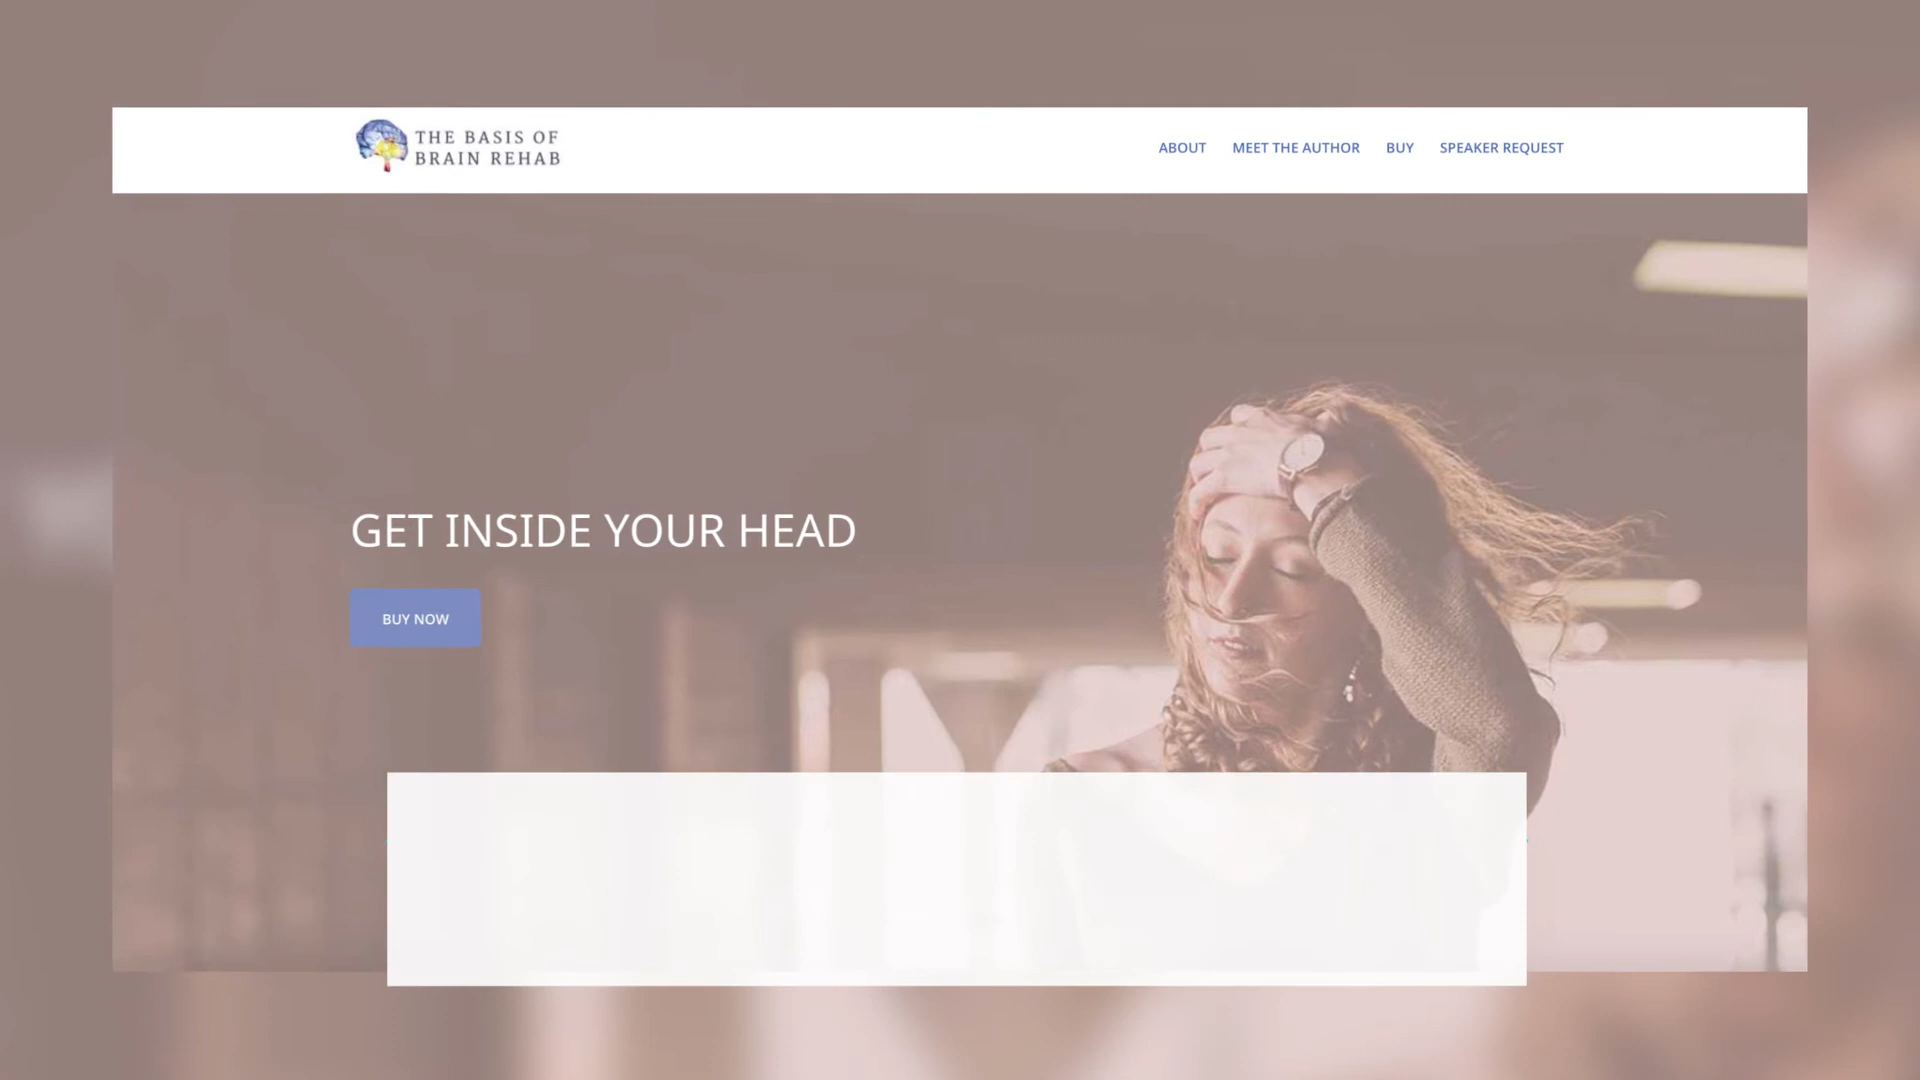 THE BASIS OF
BRAIN REHAB
ABOUT MEET THE AUTHOR BUY SPEAKER REQUEST
GET INSIDE YOUR HEAD
BUY NOW